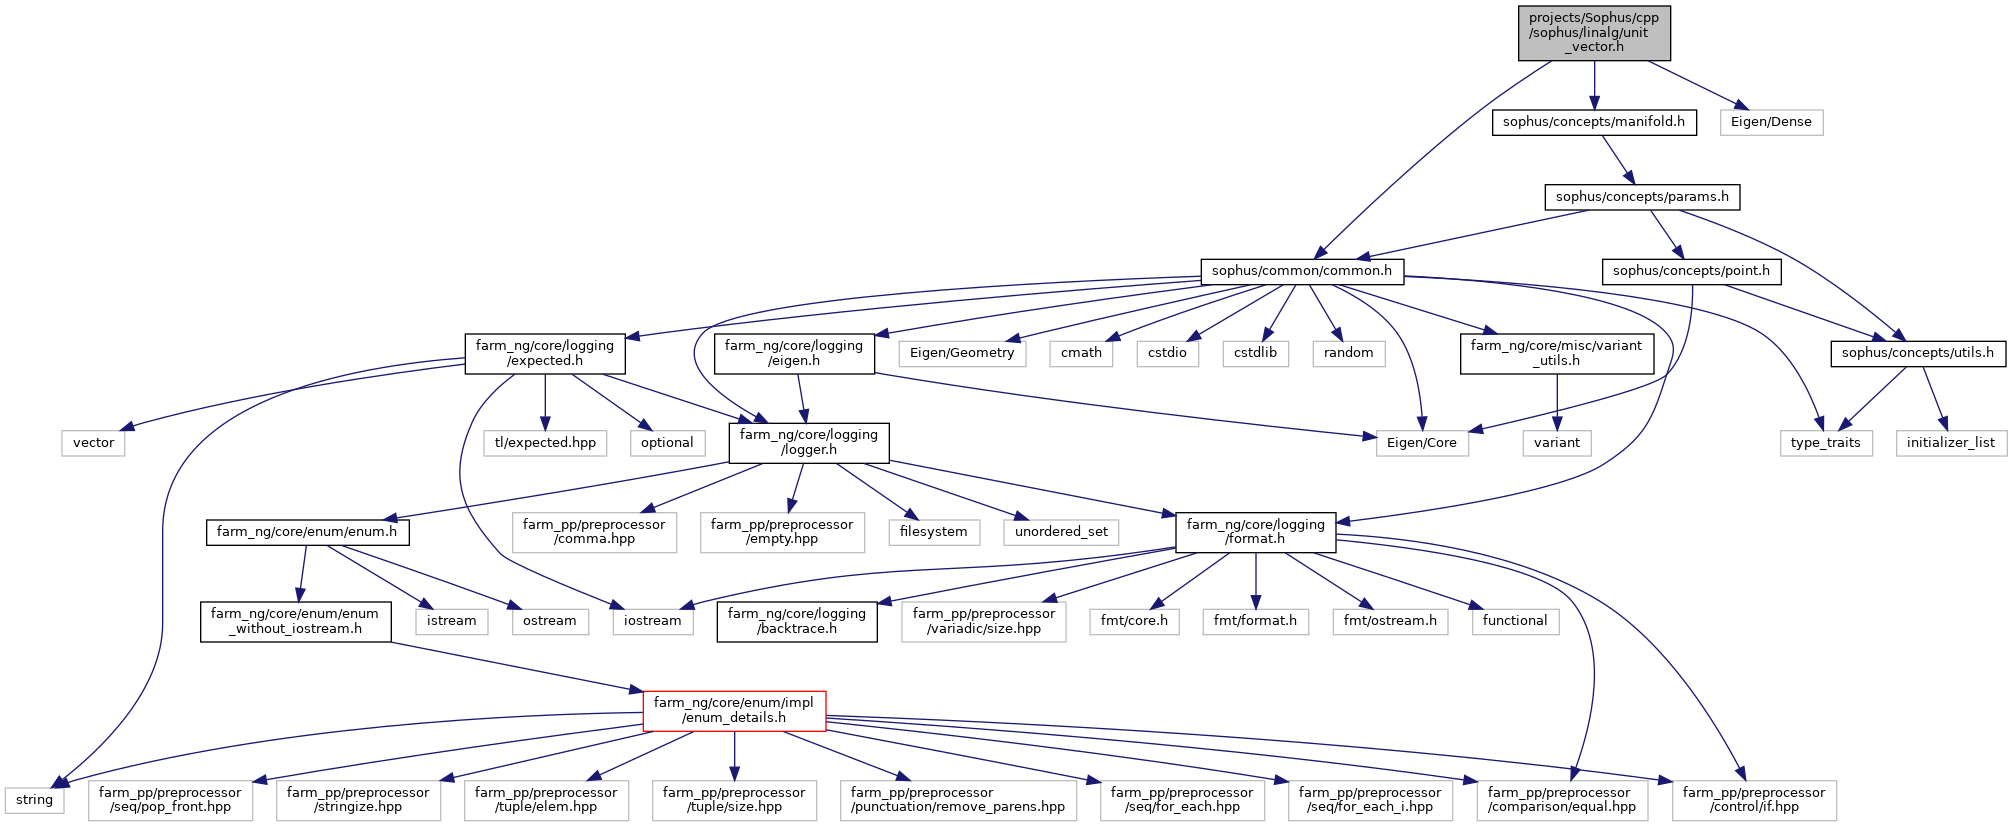 projects/Sophus/cpp
/sophus/linalg/unit
_vector.h
sophus/concepts/manifold.h
Eigen/Dense
sophus/concepts/params.h
sophus/common/common.h
sophus/concepts/point.h
farm_ng/core/logging
/expected.h
farm_ng/core/logging
/eigen.h
Eigen/Geometry
cmath
cstdio
cstdlib
random
farm_ng/core/misc/variant
_utils.h
sophus/concepts/utils.h
vector
tl/expected.hpp
optional
farm_ng/core/logging
/logger.h
Eigen/Core
variant
type_traits
initializer_list
farm_ng/core/enum/enum.h
farm_pp/preprocessor
/comma.hpp
farm_pp/preprocessor
/empty.hpp
filesystem
unordered_set
farm_ng/core/logging
/format.h
farm_ng/core/enum/enum
_without_iostream.h
istream
ostream
iostream
farm_ng/core/logging
/backtrace.h
farm_pp/preprocessor
/variadic/size.hpp
fmt/core.h
fmt/format.h
fmt/ostream.h
functional
farm_ng/core/enum/impl
/enum_details.h
string
farm_pp/preprocessor
/seq/pop_front.hpp
farm_pp/preprocessor
/stringize.hpp
farm_pp/preprocessor
/tuple/elem.hpp
farm_pp/preprocessor
/tuple/size.hpp
farm_pp/preprocessor
/punctuation/remove_parens.hpp
farm_pp/preprocessor
/seq/for_each.hpp
farm_pp/preprocessor
/seq/for_each_i.hpp
farm_pp/preprocessor
/comparison/equal.hpp
farm_pp/preprocessor
/control/if.hpp